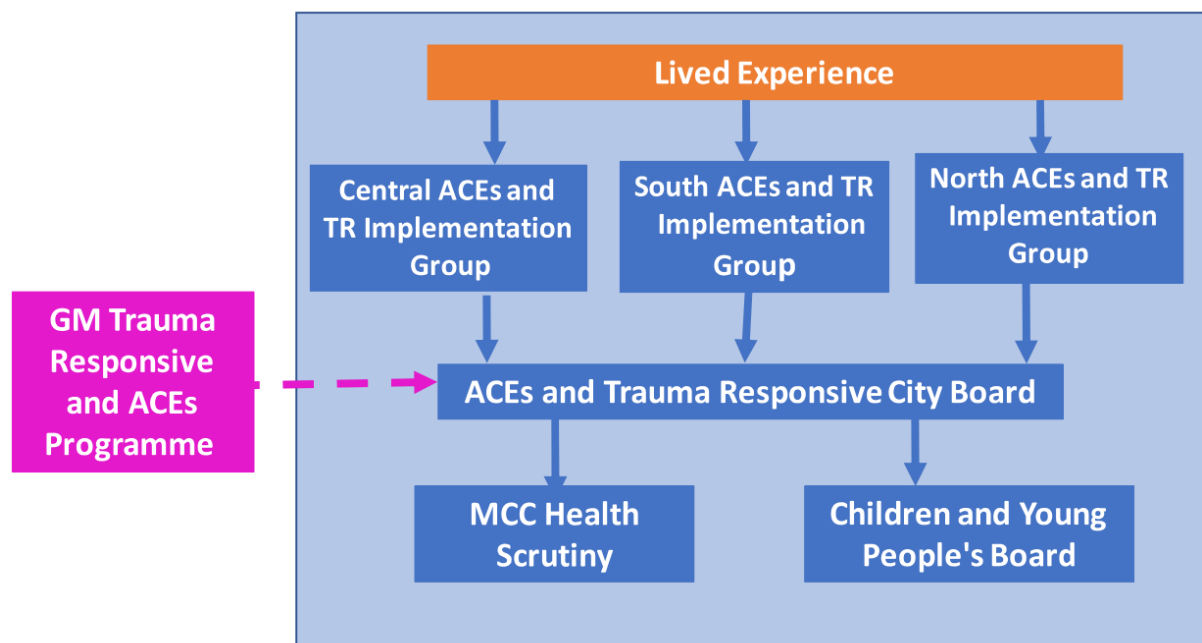 Lived Experience
Central ACEs and
TR Implementation
Group
South ACEs and TR
Implementation
Group
North ACEs and TR
Implementation
Group
GM Trauma
Responsive
and ACEs
Programme
ACEs and Trauma Responsive City Board
MCC Health
Scrutiny
Children and Young
People's Board